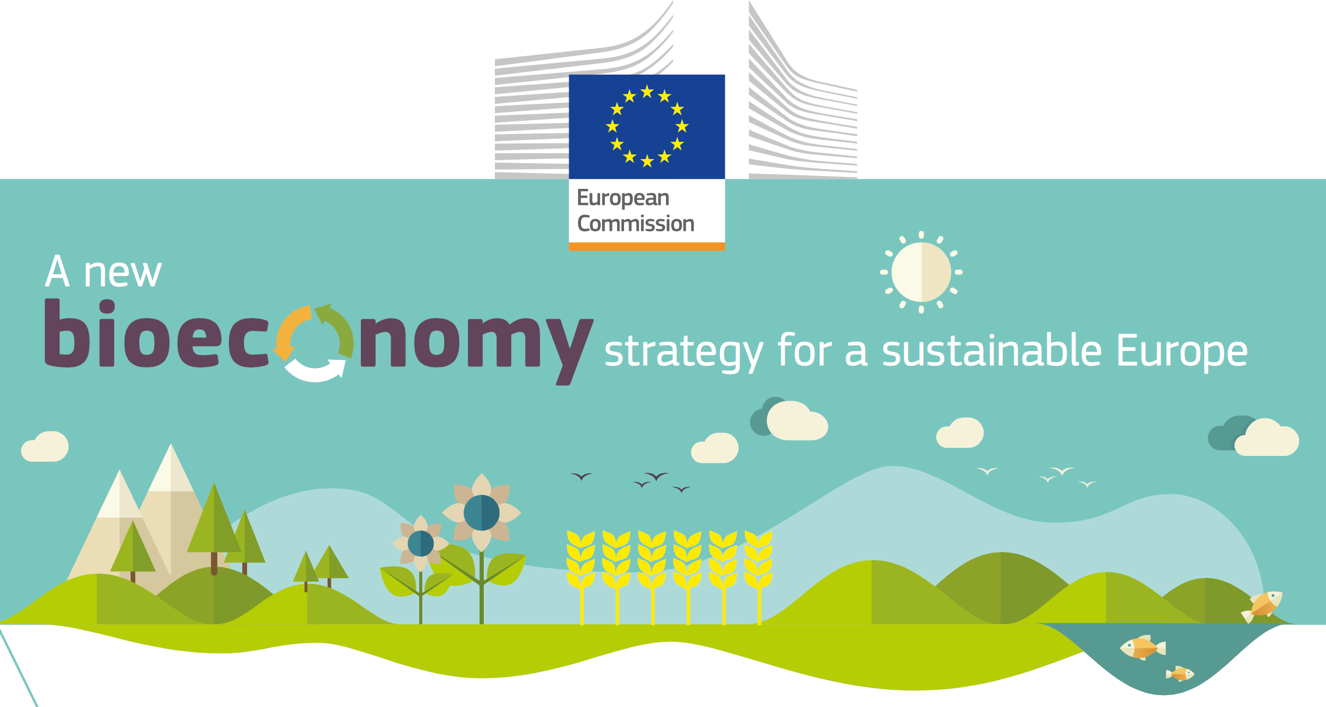 European
Commission
A new
bioeconomy strategy for a sustainable Europe